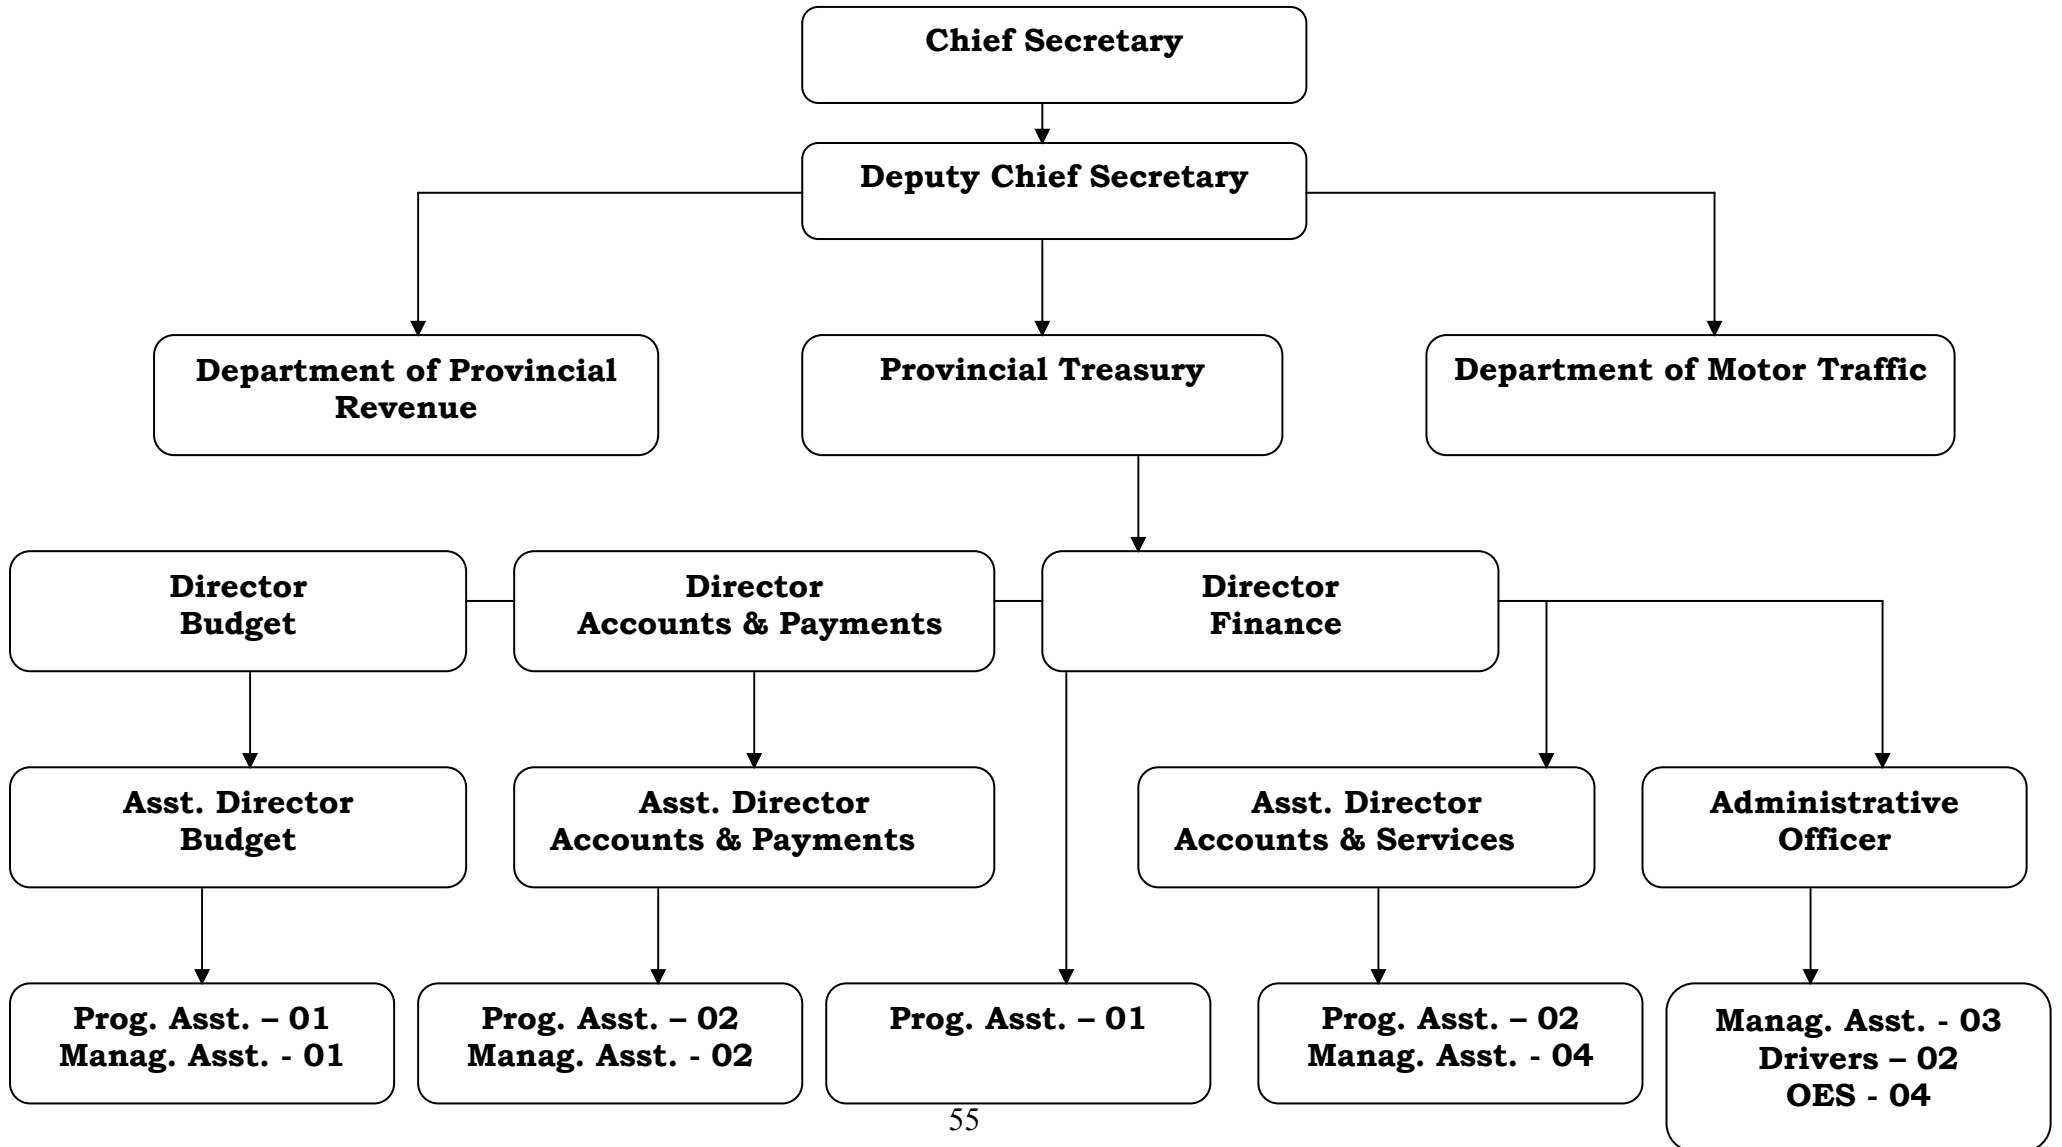 Chief Secretary
Deputy Chief Secretary
Department of Provincial
Revenue
Provincial Treasury
Department of Motor Traffic
Director
Budget
Director
Accounts & Payments
Director
Finance
Asst. Director
Budget
Asst. Director
Accounts & Payments
Asst. Director
Accounts & Services
Administrative
Officer
Prog. Asst. – 01
Manag. Asst. - 01
Prog. Asst. – 02
Manag. Asst. - 02
Prog. Asst. – 01
Prog. Asst. – 02
Manag. Asst. - 04
Manag. Asst. - 03
Drivers – 02
OES - 04
55